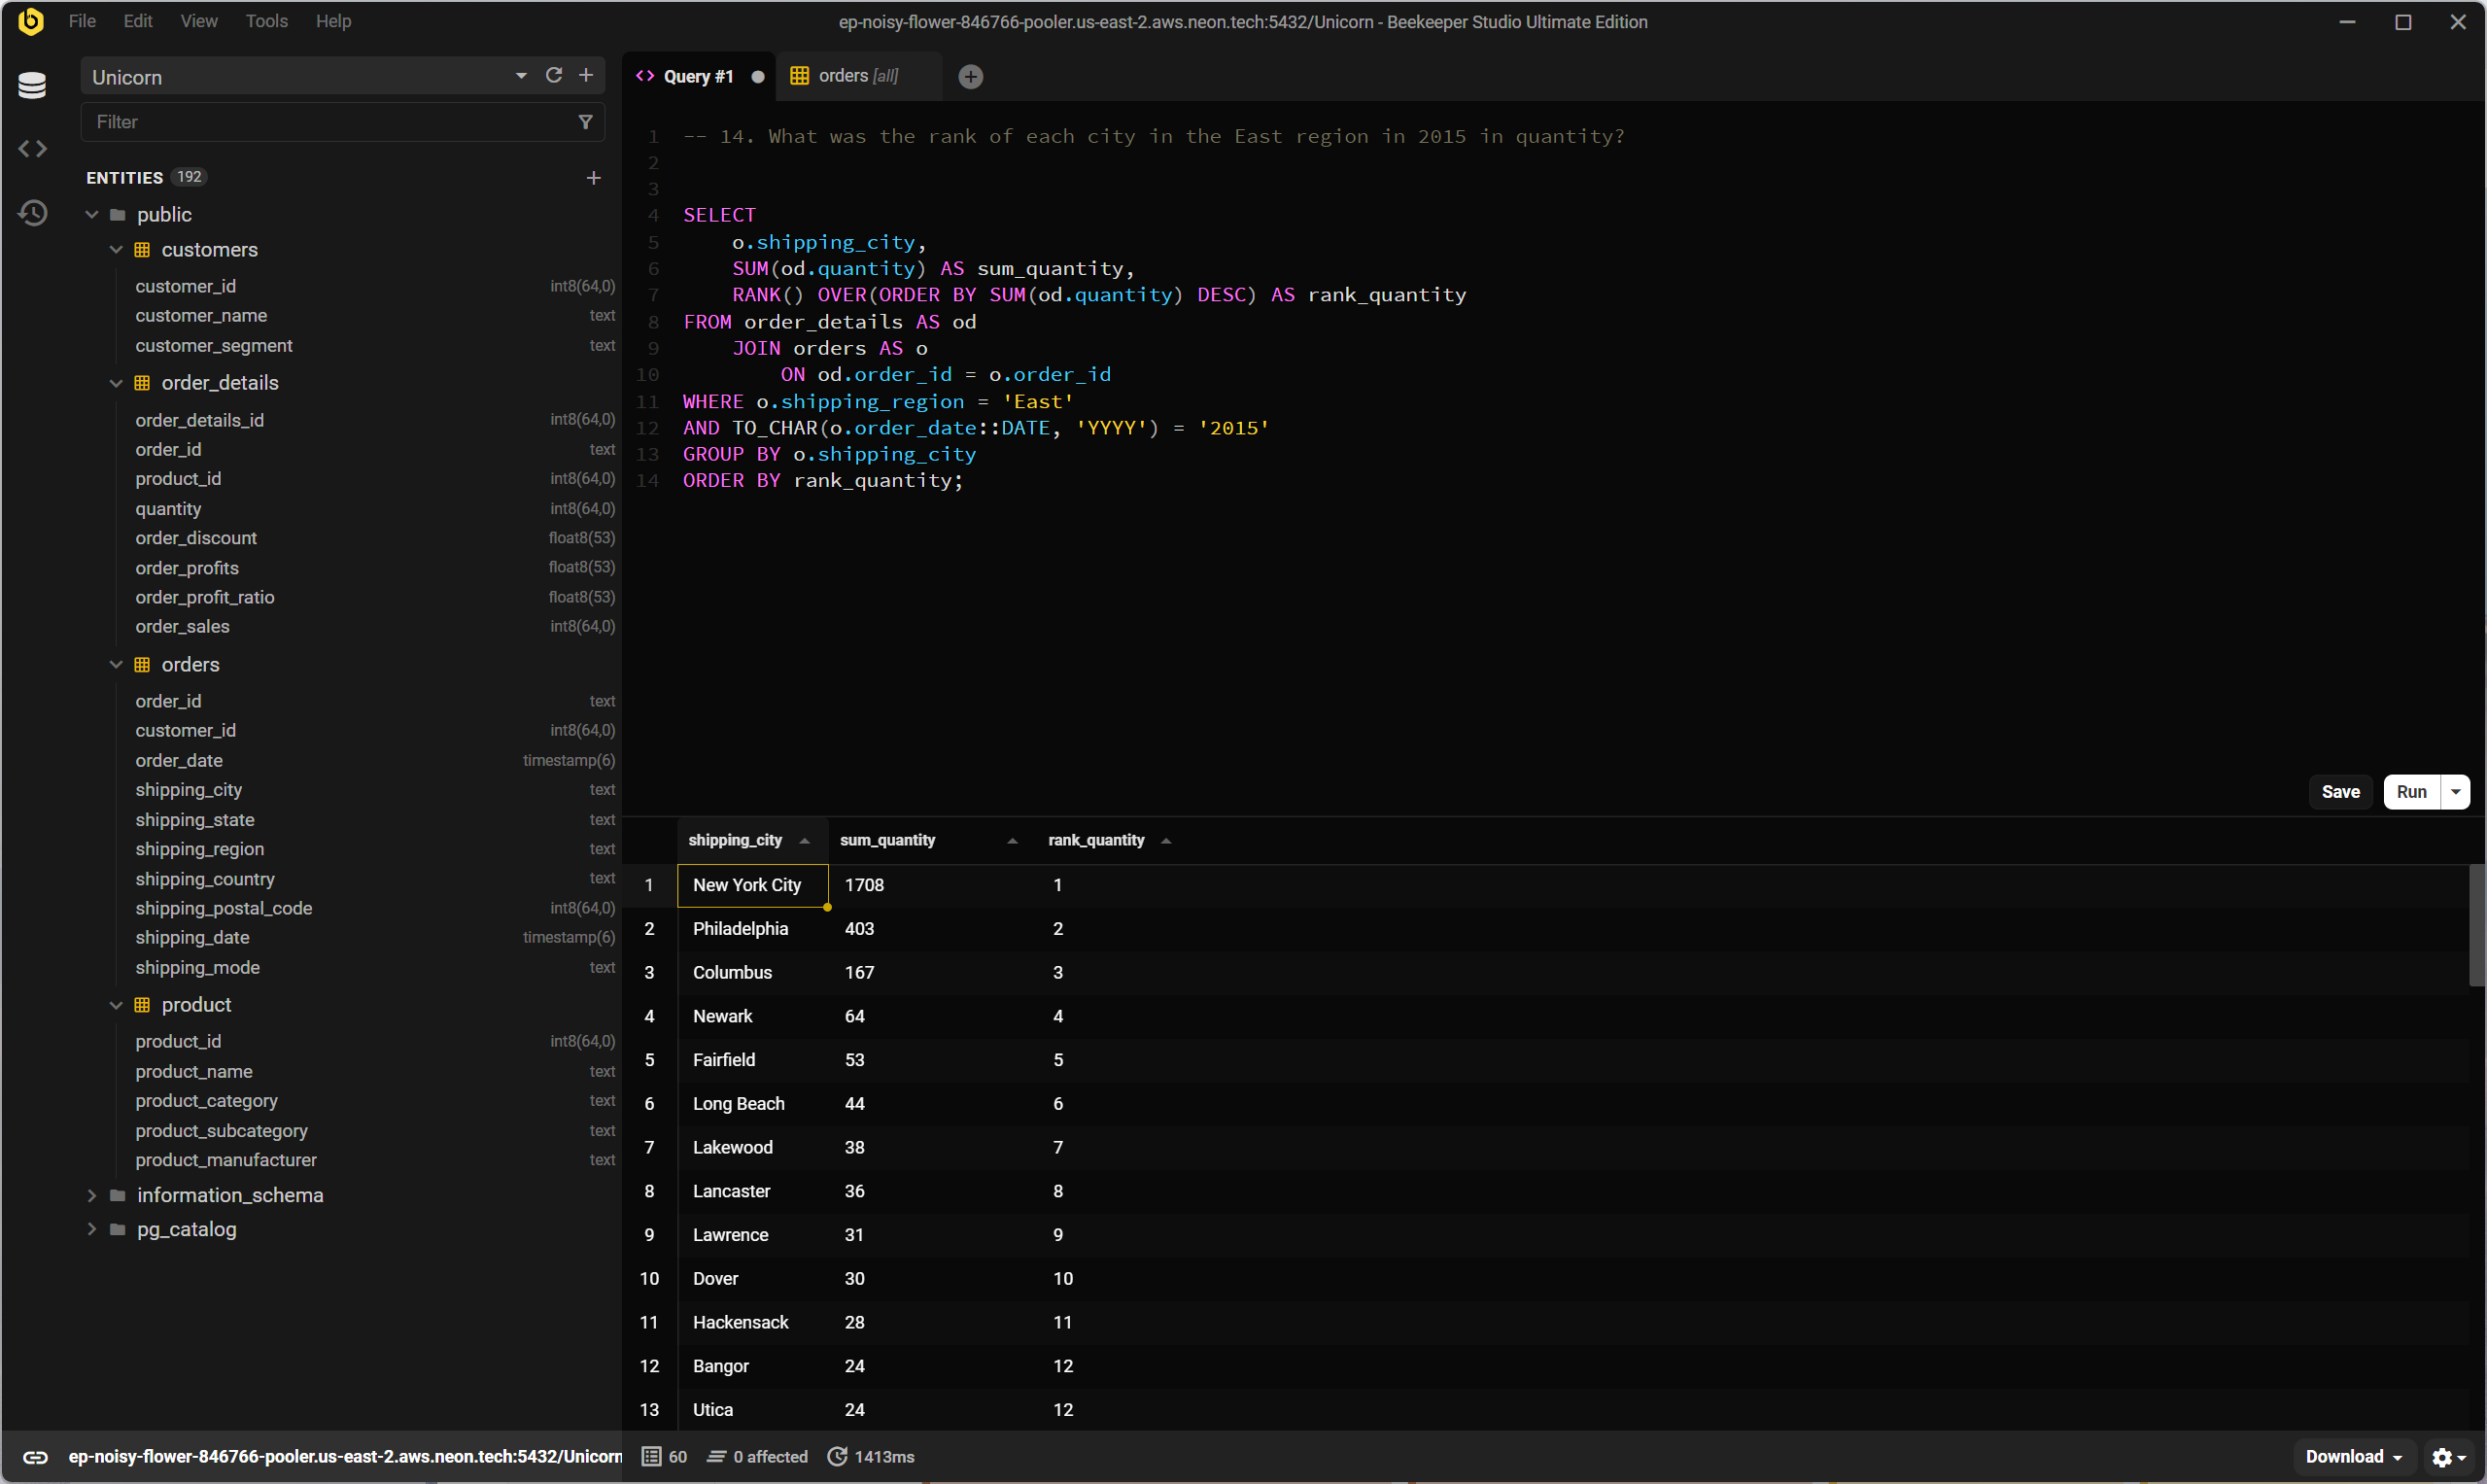 File Edit View Tools Help
ep-noisy-flower-846766-pooler.us-east-2.aws.neon.tech:5432/Unicorn - Beekeeper Studio Ultimate Edition
Unicorn
Filter
ENTITIES 192
public
customers
customer_id int8(64,0)
customer_name text
customer_segment text
order_details
order_details_id int8(64,0)
order_id text
product_id int8(64,0)
quantity int8(64,0)
order_discount float8(53)
order_profits float8(53)
order_profit_ratio float8(53)
order_sales int8(64,0)
orders
order_id text
customer_id int8(64,0)
order_date timestamp(6)
shipping_city text
shipping_state text
shipping_region text
shipping_country text
shipping_postal_code int8(64,0)
shipping_date timestamp(6)
shipping_mode text
product
product_id int8(64,0)
product_name text
product_category text
product_subcategory text
product_manufacturer text
information_schema
pg_catalog
Query #1
orders [all]
1 -- 14. What was the rank of each city in the East region in 2015 in quantity?
2
3
4 SELECT
5 o.shipping_city,
6 SUM(od.quantity) AS sum_quantity,
7 RANK() OVER(ORDER BY SUM(od.quantity) DESC) AS rank_quantity
8 FROM order_details AS od
9 JOIN orders AS o
10 ON od.order_id = o.order_id
11 WHERE o.shipping_region = 'East'
12 AND TO_CHAR(o.order_date::DATE, 'YYYY') = '2015'
13 GROUP BY o.shipping_city
14 ORDER BY rank_quantity;
Save Run
shipping_city sum_quantity rank_quantity
1 New York City 1708 1
2 Philadelphia 403 2
3 Columbus 167 3
4 Newark 64 4
5 Fairfield 53 5
6 Long Beach 44 6
7 Lakewood 38 7
8 Lancaster 36 8
9 Lawrence 31 9
10 Dover 30 10
11 Hackensack 28 11
12 Bangor 24 12
13 Utica 24 12
ep-noisy-flower-846766-pooler.us-east-2.aws.neon.tech:5432/Unicorn
60 0 affected 1413ms
Download